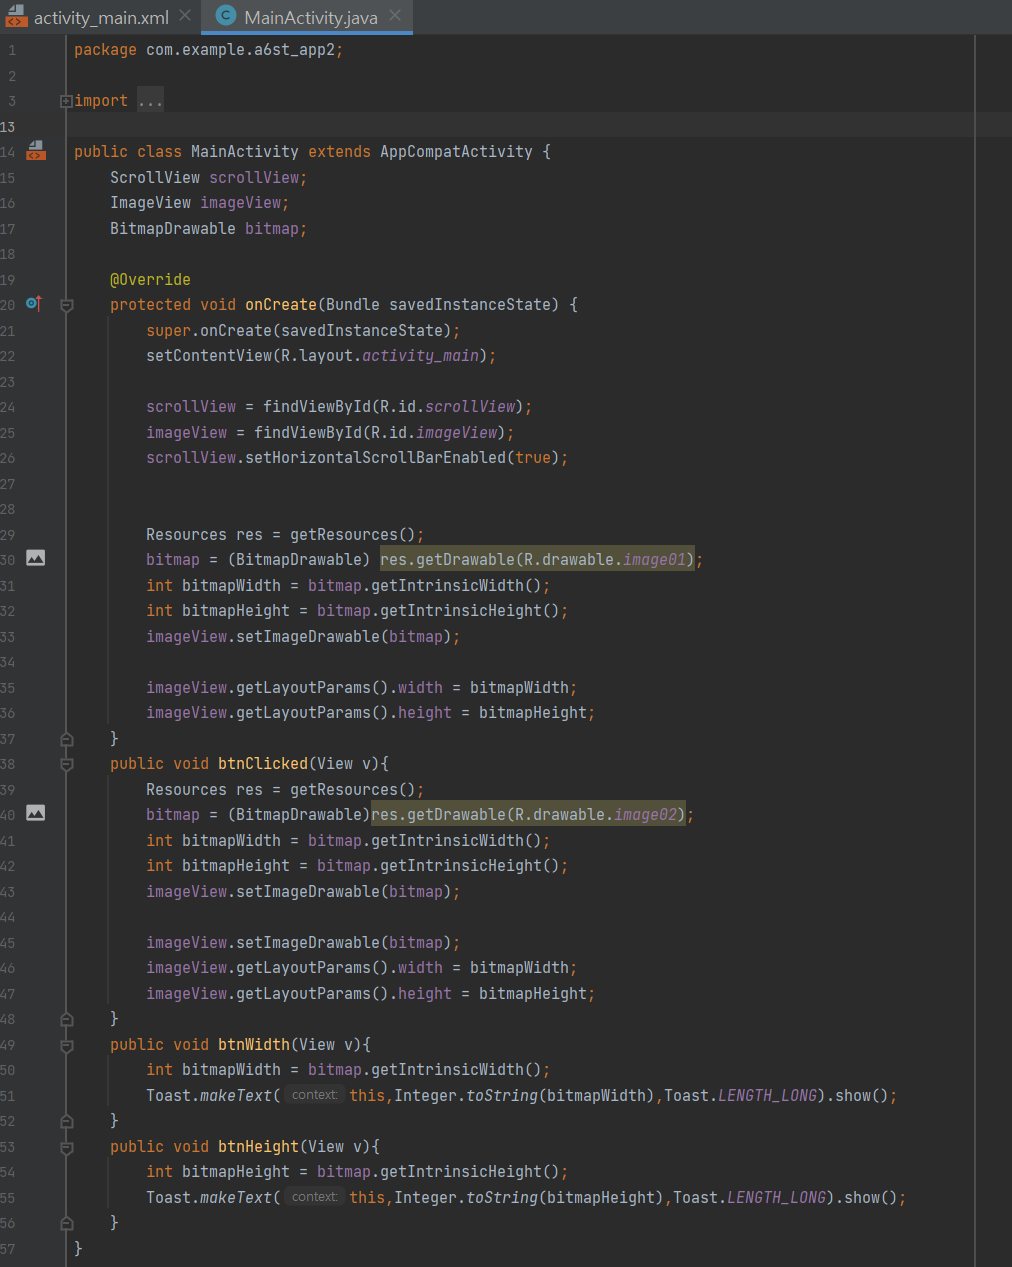 activity_main.xml MainActivity.java
1 package com.example.a6st_app2;
2
3 import ...
13
14 public class MainActivity extends AppCompatActivity {
15     ScrollView scrollView;
16     ImageView imageView;
17     BitmapDrawable bitmap;
18
19     @Override
20     protected void onCreate(Bundle savedInstanceState) {
21         super.onCreate(savedInstanceState);
22         setContentView(R.layout.activity_main);
23
24         scrollView = findViewById(R.id.scrollView);
25         imageView = findViewById(R.id.imageView);
26         scrollView.setHorizontalScrollBarEnabled(true);
27
28
29         Resources res = getResources();
30         bitmap = (BitmapDrawable) res.getDrawable(R.drawable.image01);
31         int bitmapWidth = bitmap.getIntrinsicWidth();
32         int bitmapHeight = bitmap.getIntrinsicHeight();
33         imageView.setImageDrawable(bitmap);
34
35         imageView.getLayoutParams().width = bitmapWidth;
36         imageView.getLayoutParams().height = bitmapHeight;
37     }
38     public void btnClicked(View v){
39         Resources res = getResources();
40         bitmap = (BitmapDrawable)res.getDrawable(R.drawable.image02);
41         int bitmapWidth = bitmap.getIntrinsicWidth();
42         int bitmapHeight = bitmap.getIntrinsicHeight();
43         imageView.setImageDrawable(bitmap);
44
45         imageView.setImageDrawable(bitmap);
46         imageView.getLayoutParams().width = bitmapWidth;
47         imageView.getLayoutParams().height = bitmapHeight;
48     }
49     public void btnWidth(View v){
50         int bitmapWidth = bitmap.getIntrinsicWidth();
51         Toast.makeText( context: this,Integer.toString(bitmapWidth),Toast.LENGTH_LONG).show();
52     }
53     public void btnHeight(View v){
54         int bitmapHeight = bitmap.getIntrinsicHeight();
55         Toast.makeText( context: this,Integer.toString(bitmapHeight),Toast.LENGTH_LONG).show();
56     }
57 }